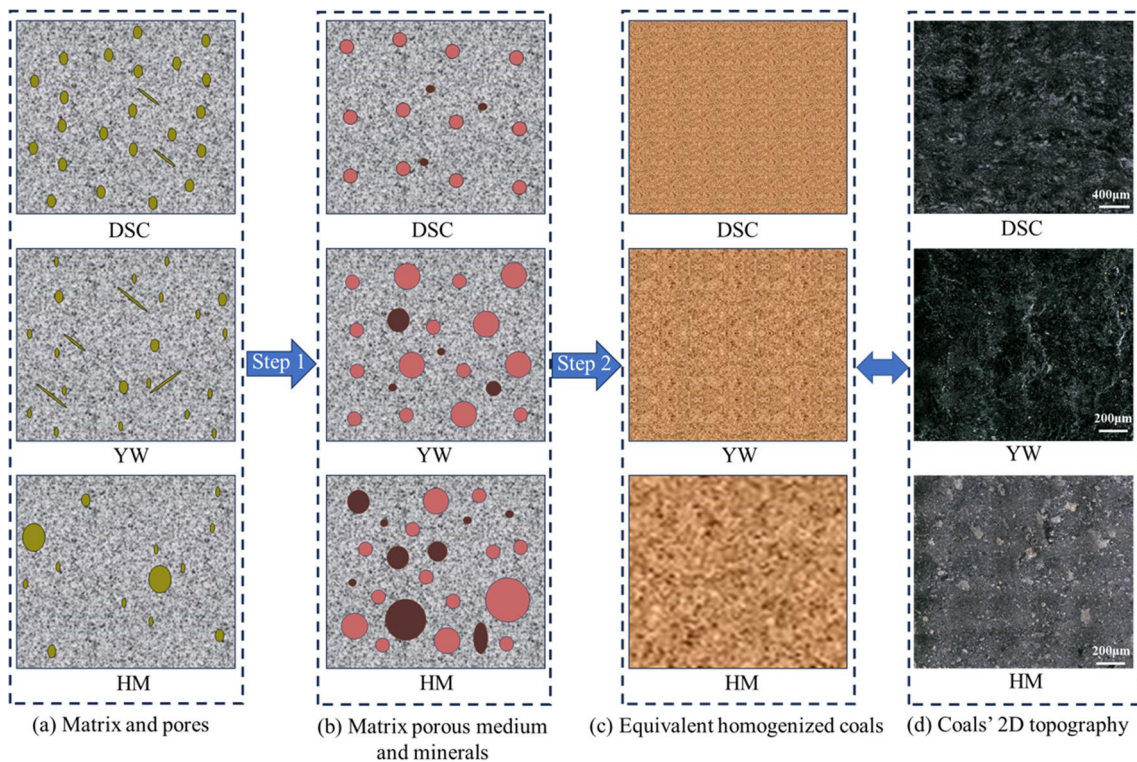 DSC
DSC
DSC
400μm
DSC
YW
YW
YW
200μm
YW
Step 1
Step 2
HM
HM
HM
200μm
HM
(a) Matrix and pores
(b) Matrix porous medium
and minerals
(c) Equivalent homogenized coals
(d) Coals' 2D topography